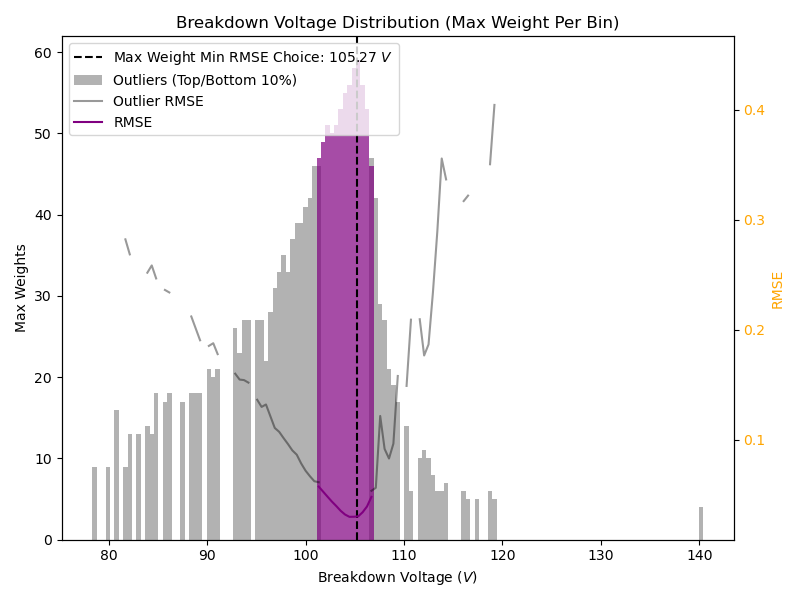 Breakdown Voltage Distribution (Max Weight Per Bin)
Max Weight Min RMSE Choice: 105.27 V
Outliers (Top/Bottom 10%)
Outlier RMSE
RMSE
60
50
40
30
20
10
0
Max Weights
0.4
0.3
0.2
0.1
RMSE
80 90 100 110 120 130 140
Breakdown Voltage (V)